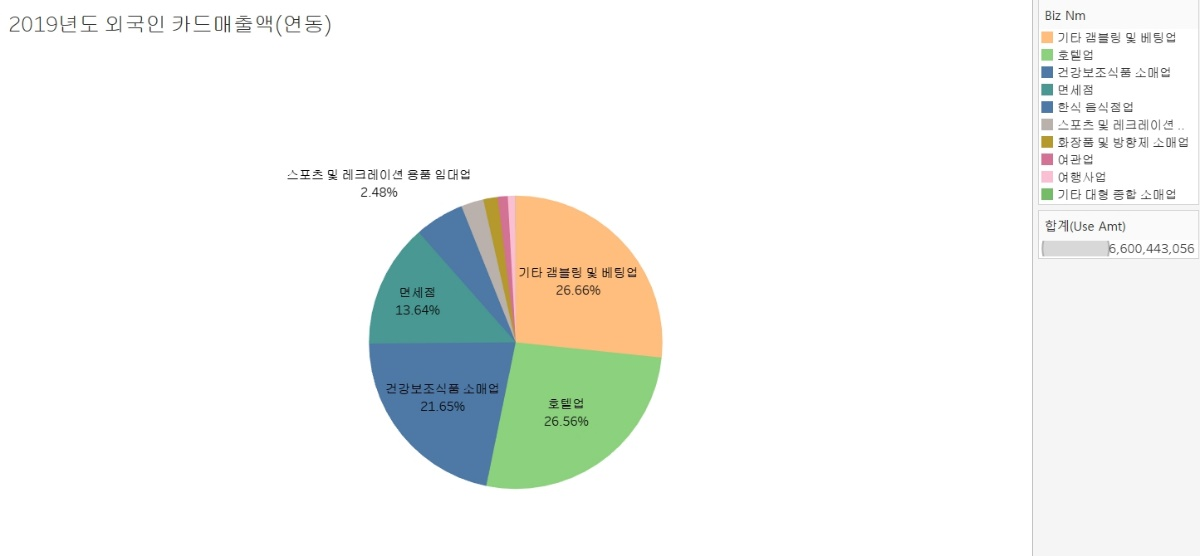 2019년도 외국인 카드매출액(연동)
스포츠 및 레크레이션 용품 임대업
2.48%
기타 갬블링 및 베팅업
26.66%
면세점
13.64%
건강보조식품 소매업
21.65%
호텔업
26.56%
Biz Nm
기타 갬블링 및 베팅업
호텔업
건강보조식품 소매업
면세점
한식 음식점업
스포츠 및 레크레이션 ..
화장품 및 방향제 소매업
여관업
여행사업
기타 대형 종합 소매업
합계(Use Amt)
6,600,443,056